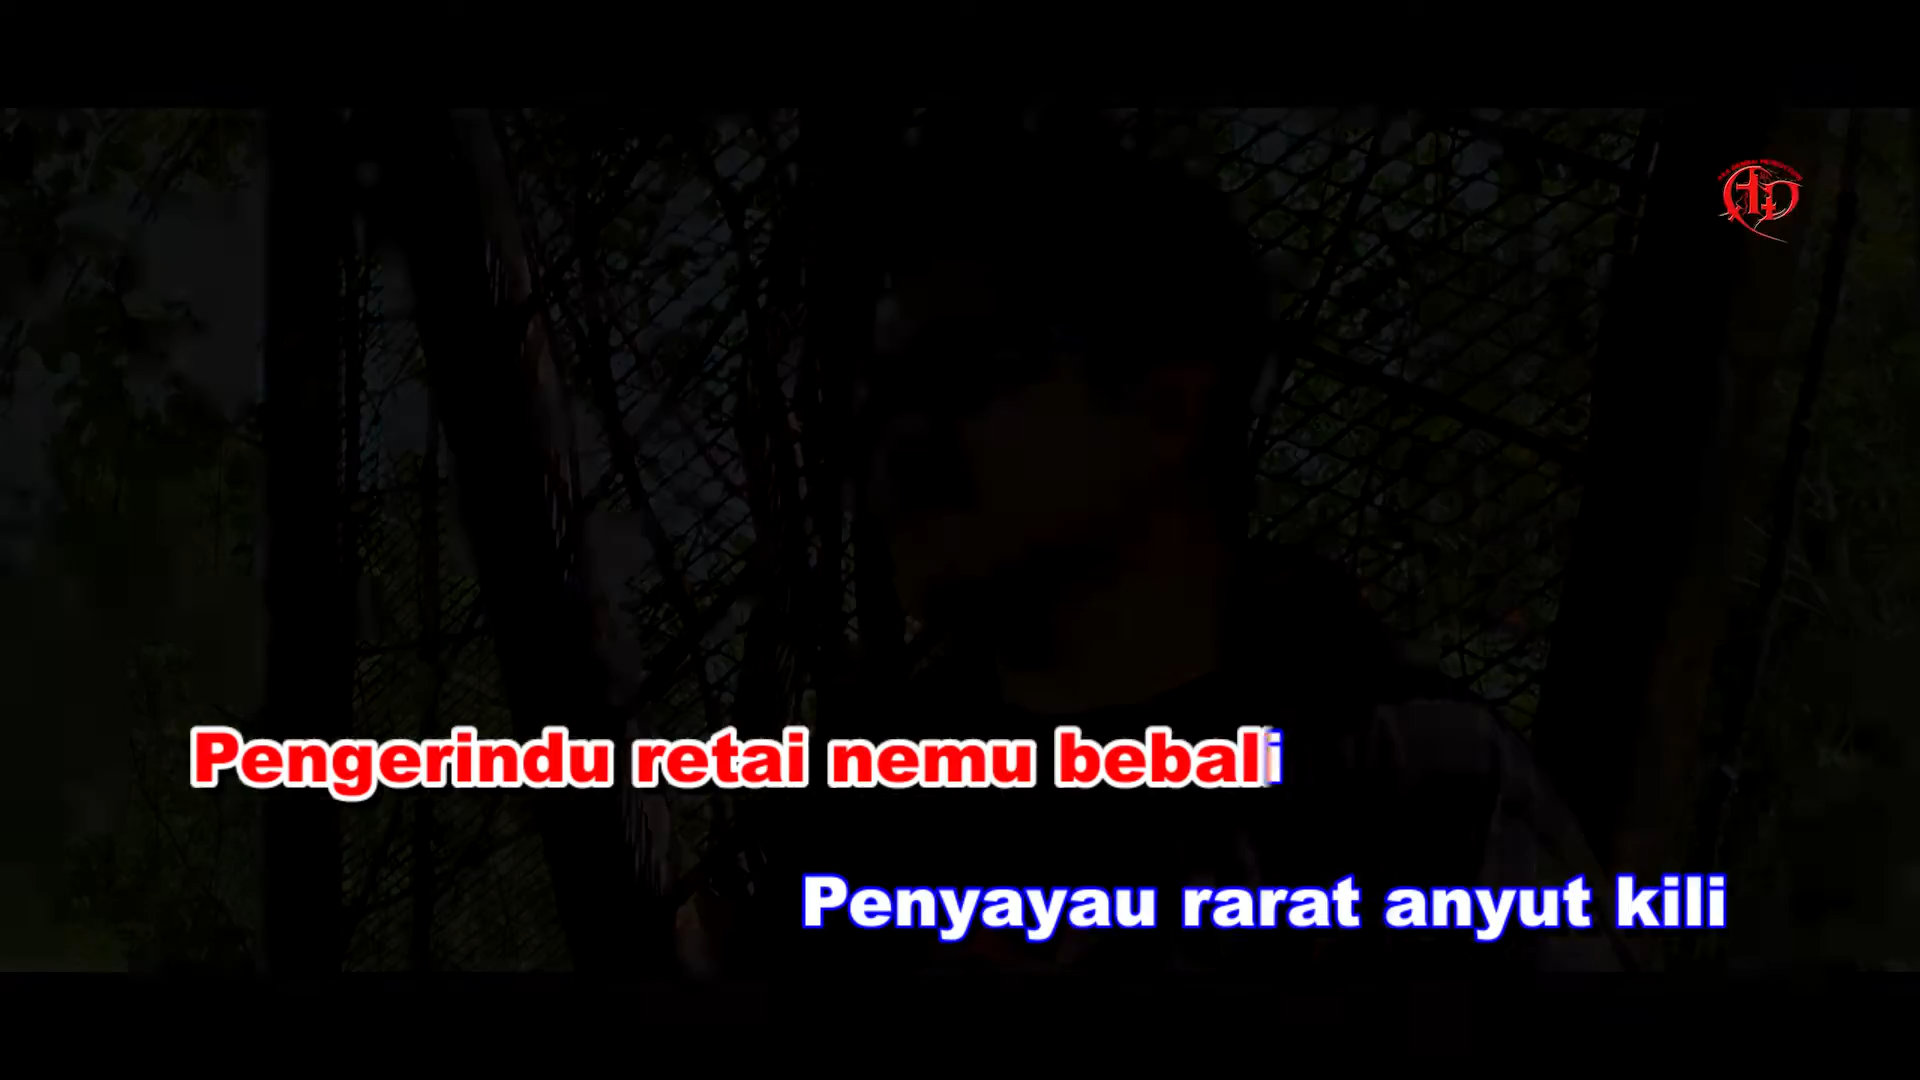 Pengerindu retai nemu bebali
Penyayau rarat anyut kili